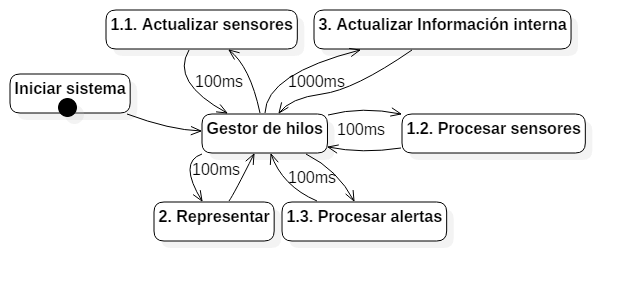 1.1. Actualizar sensores
3. Actualizar Información interna
100ms
1000ms
Iniciar sistema
Gestor de hilos
100ms
1.2. Procesar sensores
100ms
100ms
2. Representar
1.3. Procesar alertas